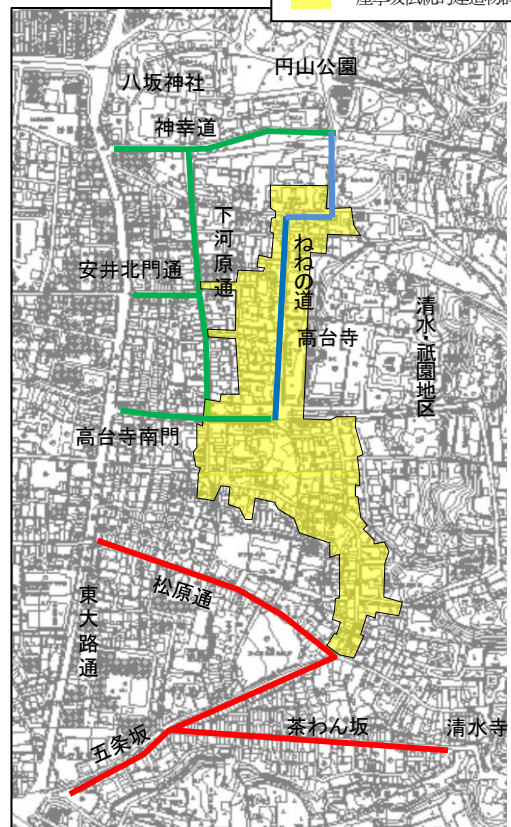 八坂神社
円山公園
神幸道
下河原通
安井北門通
ねねの道
高台寺
清水・祇園地区
高台寺南門
松原通
東大路通
茶わん坂
清水寺
五条坂